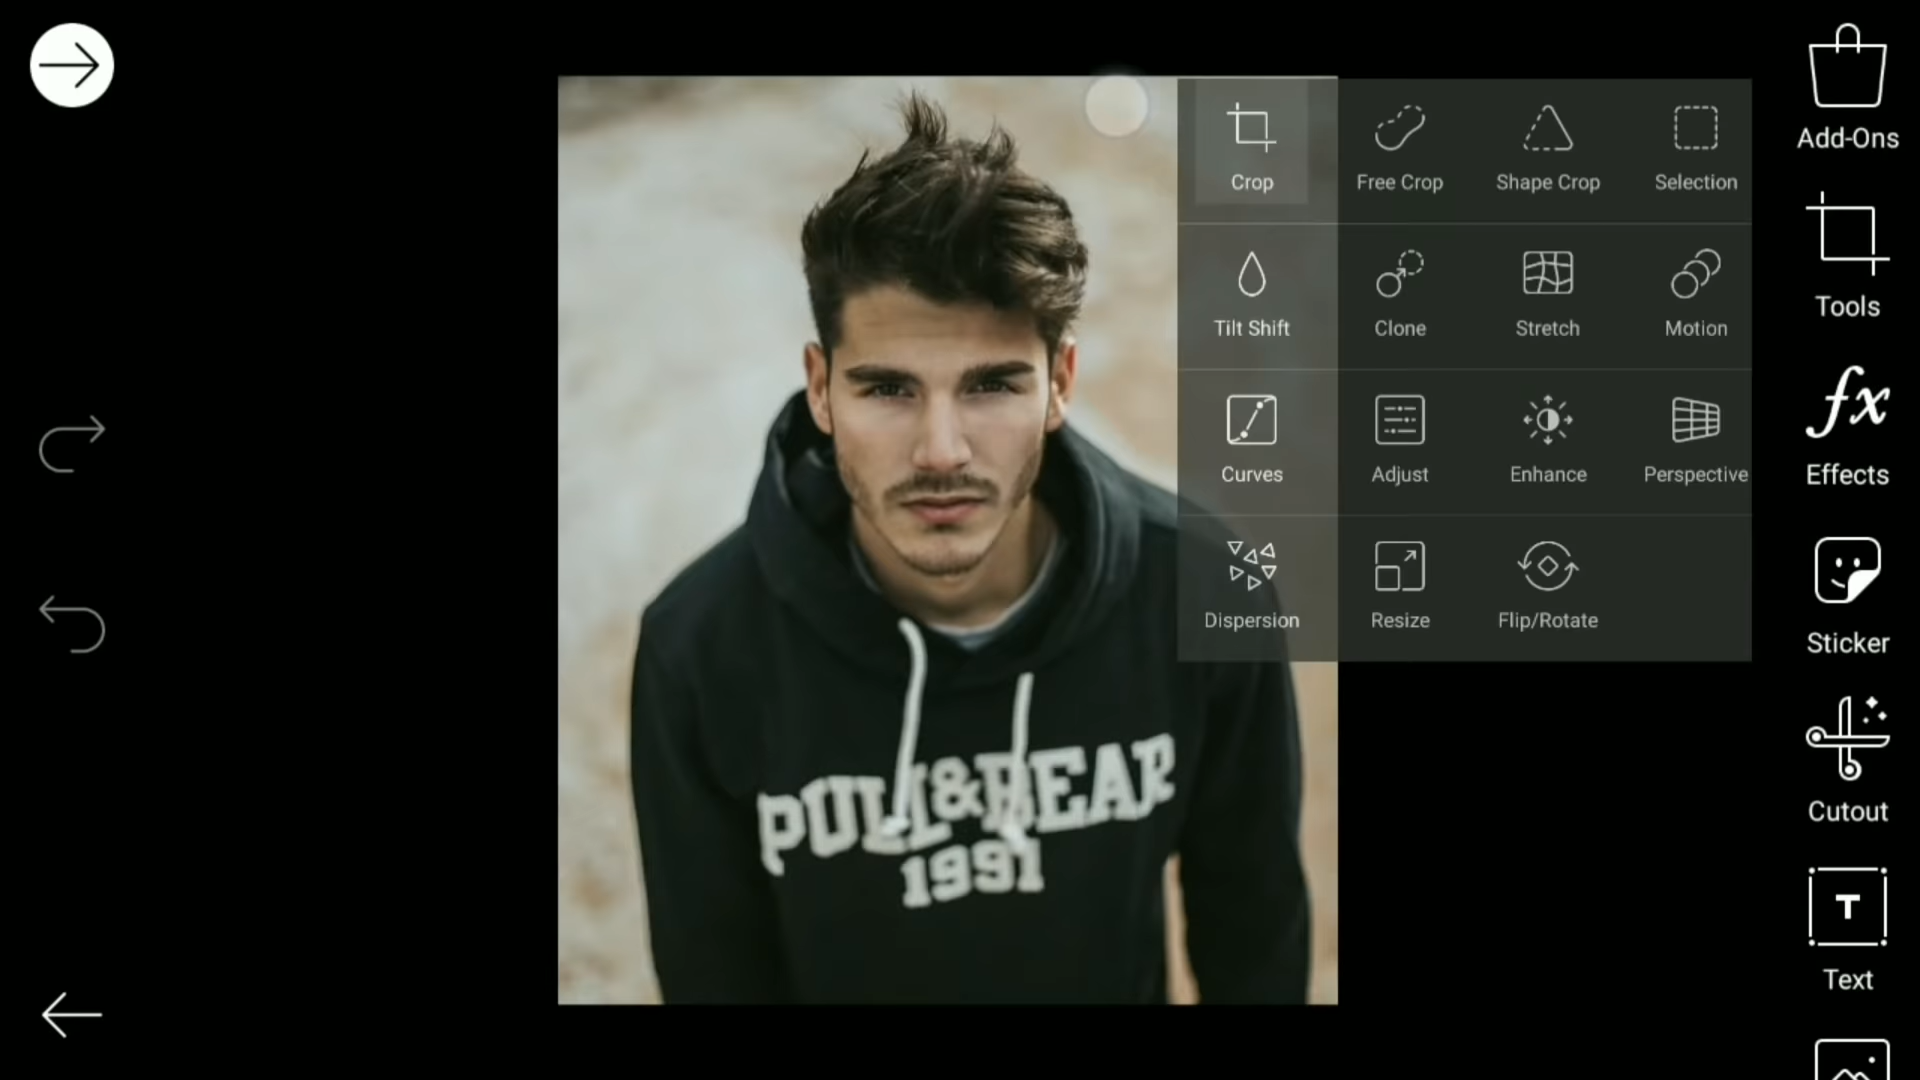 Add-Ons
Crop
Free Crop
Shape Crop
Selection
Tools
Tilt Shift
Clone
Stretch
Motion
Effects
Curves
Adjust
Enhance
Perspective
Dispersion
Resize
Flip/Rotate
Sticker
PULL&BEAR
1991
Cutout
T
Text